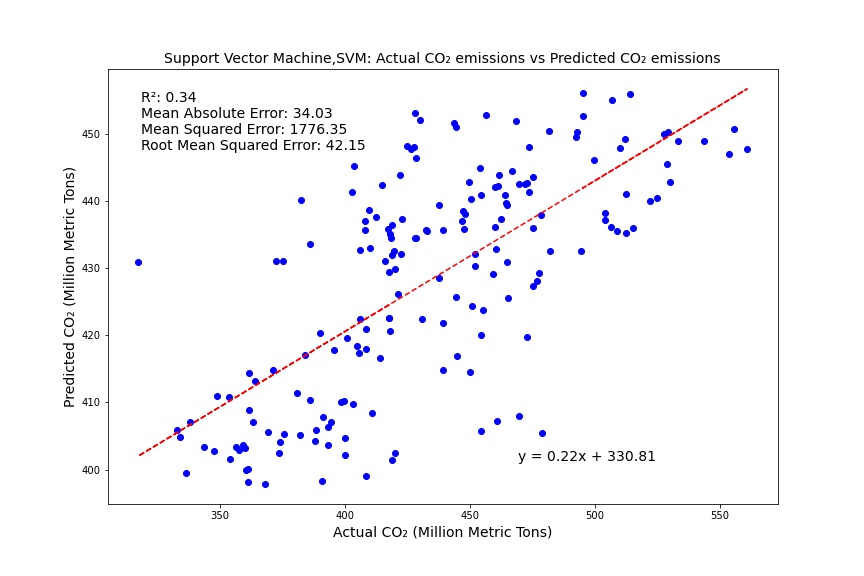 Support Vector Machine,SVM: Actual CO₂ emissions vs Predicted CO₂ emissions
R²: 0.34
Mean Absolute Error: 34.03
Mean Squared Error: 1776.35
Root Mean Squared Error: 42.15
Predicted CO₂ (Million Metric Tons)
450
440
430
420
410
400
y = 0.22x + 330.81
350 400 450 500 550
Actual CO₂ (Million Metric Tons)